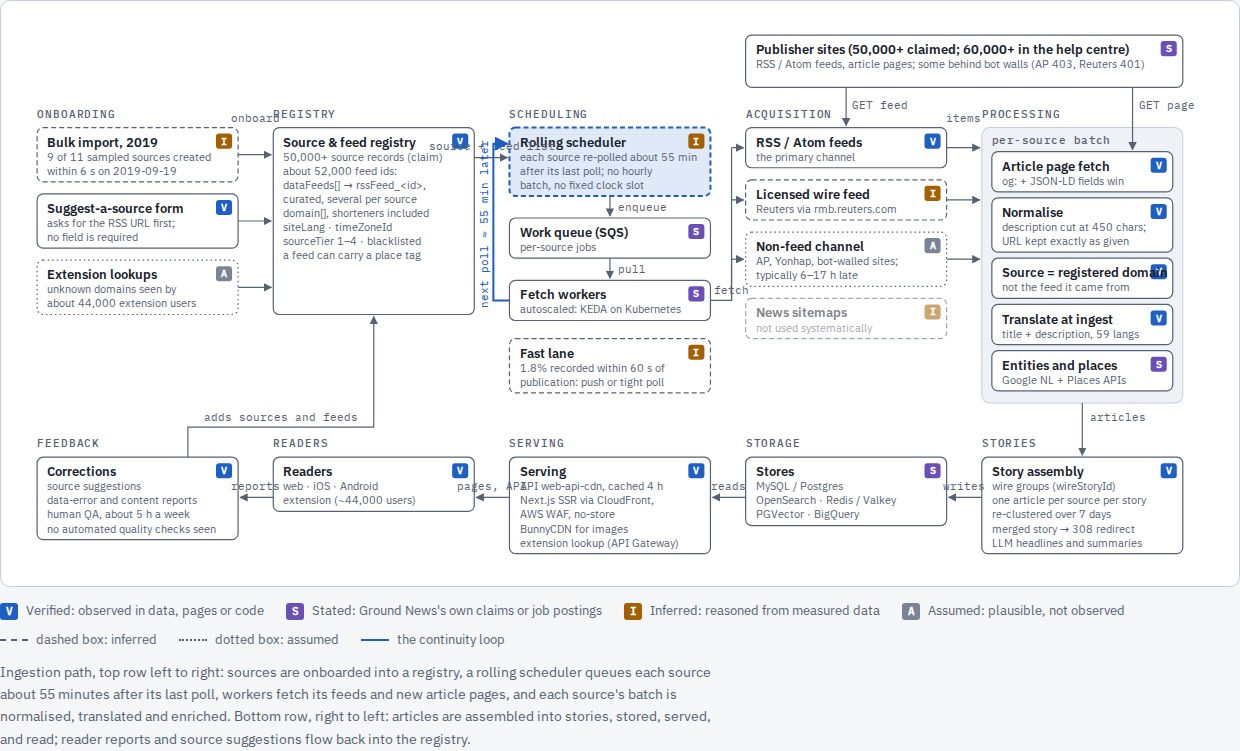 Publisher sites (50,000+ claimed; 60,000+ in the help centre)
S
RSS / Atom feeds, article pages; some behind bot walls (AP 403, Reuters 401)
GET feed
GET page
ONBOARDING
onboard
Bulk import, 2019
I
9 of 11 sampled sources created
within 6 s on 2019-09-19
Suggest-a-source form
V
asks for the RSS URL first;
no field is required
Extension lookups
A
unknown domains seen by
about 44,000 extension users
REGISTRY
Source & feed registry
V
50,000+ source records (claim)
about 52,000 feed ids:
dataFeeds[] → rssFeed_<id>,
curated, several per source
domain[], shorteners included
siteLang · timeZoneId
sourceTier 1–4 · blacklisted
a feed can carry a place tag
source + feed list
next poll ≈ 55 min later
SCHEDULING
Rolling scheduler
I
each source re-polled about 55 min
after its last poll; no hourly
batch, no fixed clock slot
enqueue
Work queue (SQS)
S
per-source jobs
pull
Fetch workers
S
autoscaled: KEDA on Kubernetes
fetch
Fast lane
I
1.8% recorded within 60 s of
publication: push or tight poll
ACQUISITION
items
RSS / Atom feeds
V
the primary channel
Licensed wire feed
I
Reuters via rmb.reuters.com
Non-feed channel
A
AP, Yonhap, bot-walled sites;
typically 6–17 h late
News sitemaps
I
not used systematically
PROCESSING
per-source batch
Article page fetch
V
og: + JSON-LD fields win
Normalise
V
description cut at 450 chars;
URL kept exactly as given
Source = registered domain
V
not the feed it came from
Translate at ingest
V
title + description, 59 langs
Entities and places
S
Google NL + Places APIs
articles
adds sources and feeds
FEEDBACK
Corrections
V
source suggestions
data-error and content reports
human QA, about 5 h a week
no automated quality checks seen
reports
READERS
Readers
V
web · iOS · Android
extension (~44,000 users)
pages, API
SERVING
Serving
V
API web-api-cdn, cached 4 h
Next.js SSR via CloudFront,
AWS WAF, no-store
BunnyCDN for images
extension lookup (API Gateway)
reads
STORAGE
Stores
S
MySQL / Postgres
OpenSearch · Redis / Valkey
PGVector · BigQuery
writes
STORIES
Story assembly
V
wire groups (wireStoryId)
one article per source per story
re-clustered over 7 days
merged story → 308 redirect
LLM headlines and summaries
V Verified: observed in data, pages or code
S Stated: Ground News's own claims or job postings
I Inferred: reasoned from measured data
A Assumed: plausible, not observed
dashed box: inferred
dotted box: assumed
the continuity loop
Ingestion path, top row left to right: sources are onboarded into a registry, a rolling scheduler queues each source
about 55 minutes after its last poll, workers fetch its feeds and new article pages, and each source's batch is
normalised, translated and enriched. Bottom row, right to left: articles are assembled into stories, stored, served,
and read; reader reports and source suggestions flow back into the registry.